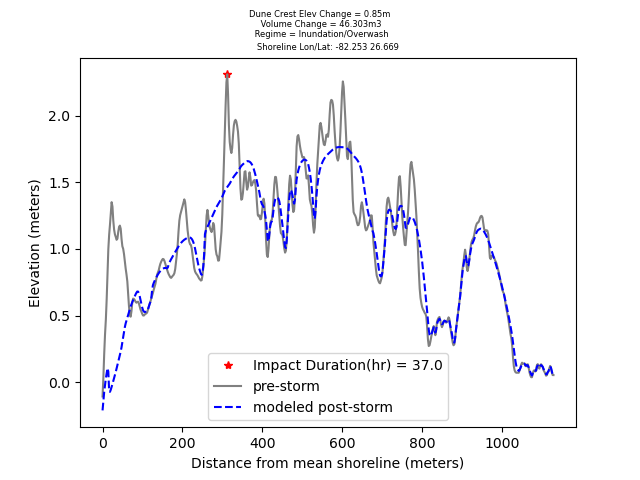 Dune Crest Elev Change = 0.85m
Volume Change = 46.303m3
Regime = Inundation/Overwash
Shoreline Lon/Lat: -82.253 26.669
2.0
1.5
1.0
0.5
0.0
Elevation (meters)
Impact Duration(hr) = 37.0
pre-storm
modeled post-storm
0 200 400 600 800 1000
Distance from mean shoreline (meters)